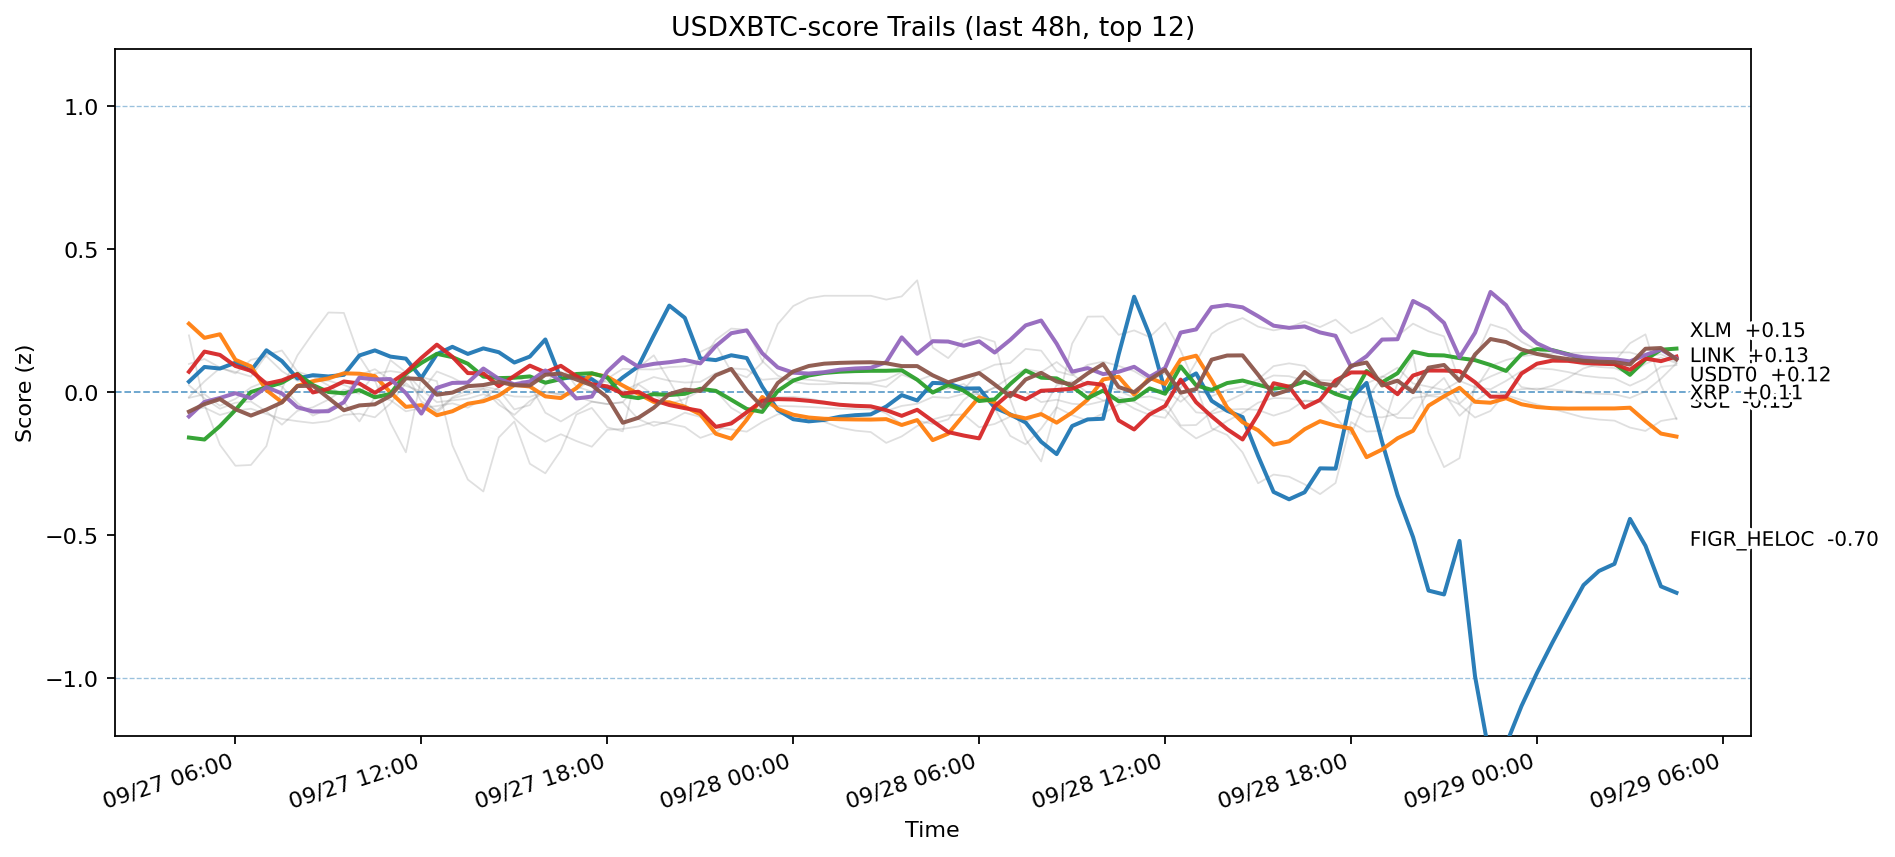 USDXBTC-score Trails (last 48h, top 12)
Score (z)
1.0
0.5
0.0
−0.5
−1.0
XLM +0.15
LINK +0.13
USDT0 +0.12
XRP +0.11
SOL -0.15
FIGR_HELOC -0.70
09/27 06:00
09/27 12:00
09/27 18:00
09/28 00:00
09/28 06:00
09/28 12:00
09/28 18:00
09/29 00:00
09/29 06:00
Time